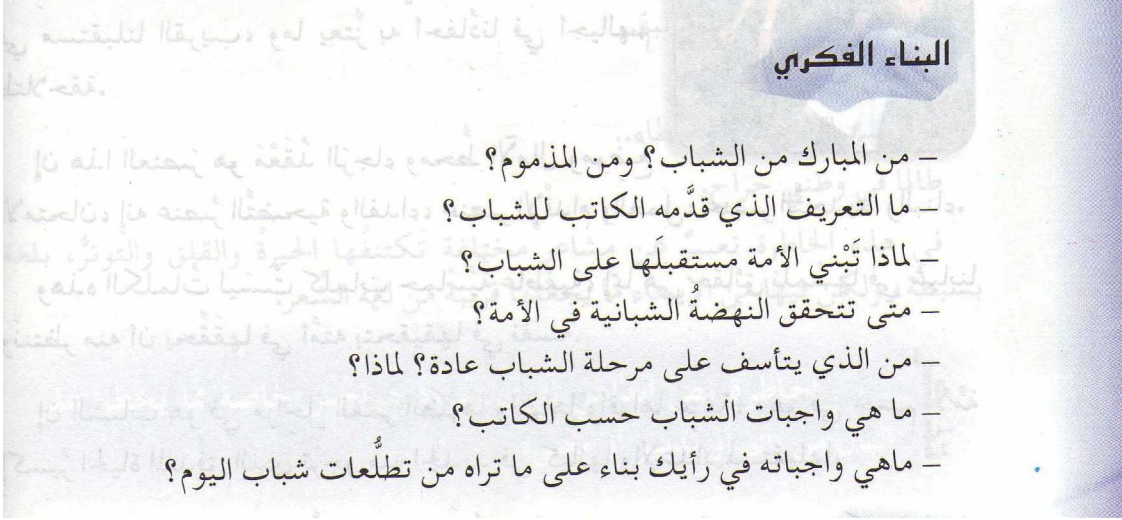 البناء الفكري
– من المبارك من الشباب؟ ومن المذموم؟
– ما التعريف الذي قدَّمه الكاتب للشباب؟
– لماذا تَبْني الأمة مستقبلَها على الشباب؟
– متى تتحقق النهضةُ الشبانية في الأمة؟
– من الذي يتأسف على مرحلة الشباب عادة؟ لماذا؟
– ما هي واجبات الشباب حسب الكاتب؟
– ماهي واجباته في رأيك بناء على ما تراه من تطلُّعات شباب اليوم؟